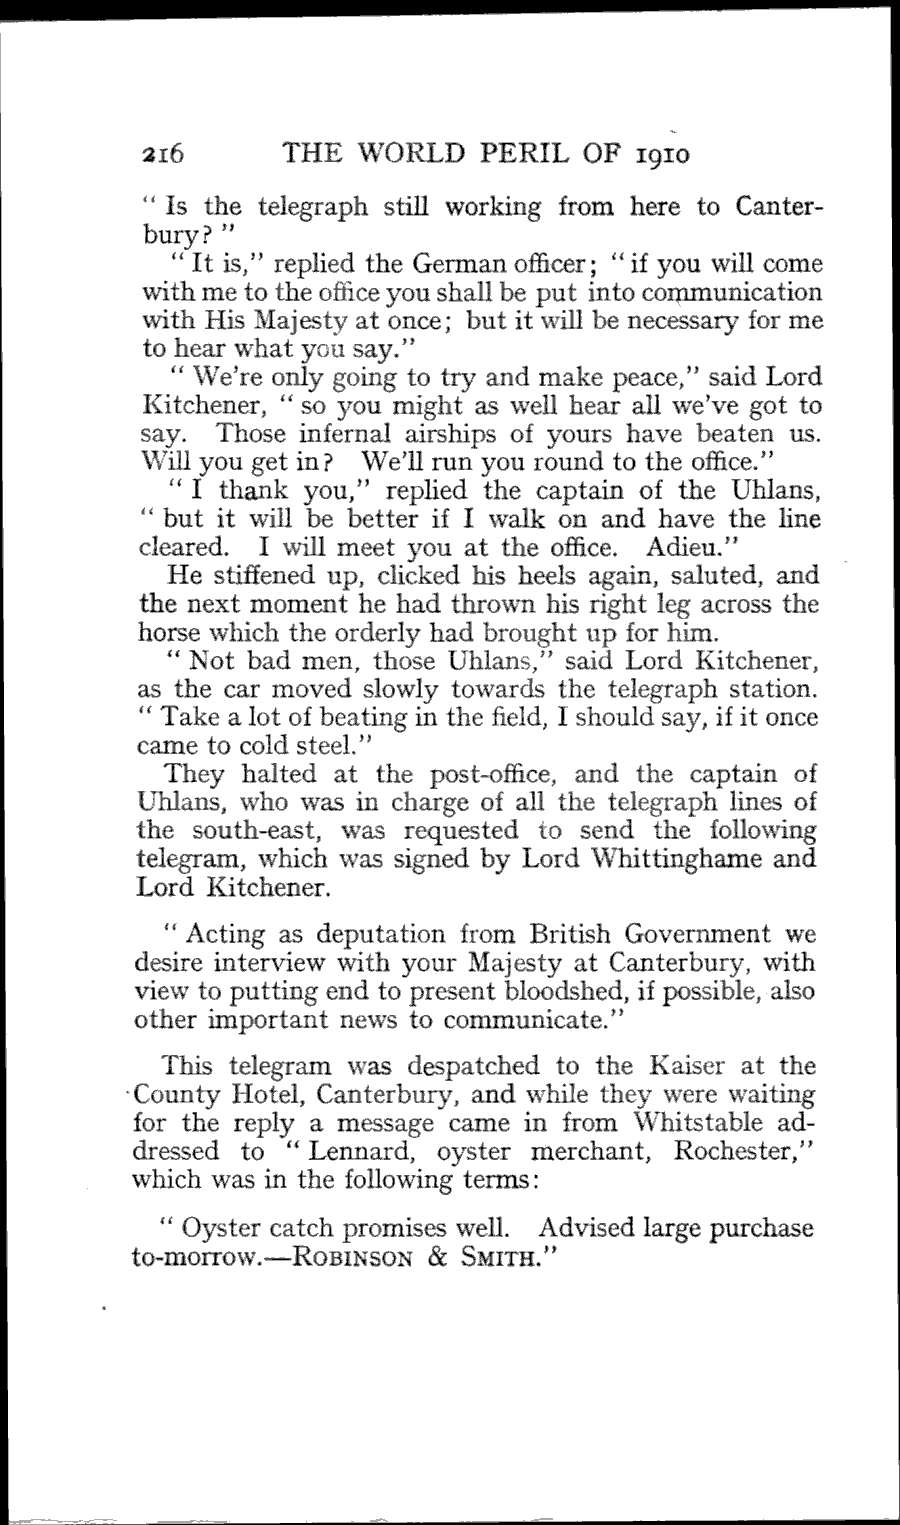 216 THE WORLD PERIL OF 1910
“ Is the telegraph still working from here to Canter-
bury? ”
“ It is,” replied the German officer; “ if you will come
with me to the office you shall be put into communication
with His Majesty at once; but it will be necessary for me
to hear what you say.”
“ We're only going to try and make peace,” said Lord
Kitchener, “ so you might as well hear all we've got to
say. Those infernal airships of yours have beaten us.
Will you get in? We'll run you round to the office.”
“ I thank you,” replied the captain of the Uhlans,
“ but it will be better if I walk on and have the line
cleared. I will meet you at the office. Adieu.”
He stiffened up, clicked his heels again, saluted, and
the next moment he had thrown his right leg across the
horse which the orderly had brought up for him.
“ Not bad men, those Uhlans,” said Lord Kitchener,
as the car moved slowly towards the telegraph station.
“ Take a lot of beating in the field, I should say, if it once
came to cold steel.”
They halted at the post-office, and the captain of
Uhlans, who was in charge of all the telegraph lines of
the south-east, was requested to send the following
telegram, which was signed by Lord Whittinghame and
Lord Kitchener.
“ Acting as deputation from British Government we
desire interview with your Majesty at Canterbury, with
view to putting end to present bloodshed, if possible, also
other important news to communicate.”
This telegram was despatched to the Kaiser at the
County Hotel, Canterbury, and while they were waiting
for the reply a message came in from Whitstable ad-
dressed to “ Lennard, oyster merchant, Rochester,”
which was in the following terms:
“ Oyster catch promises well. Advised large purchase
to-morrow.—ROBINSON & SMITH.”